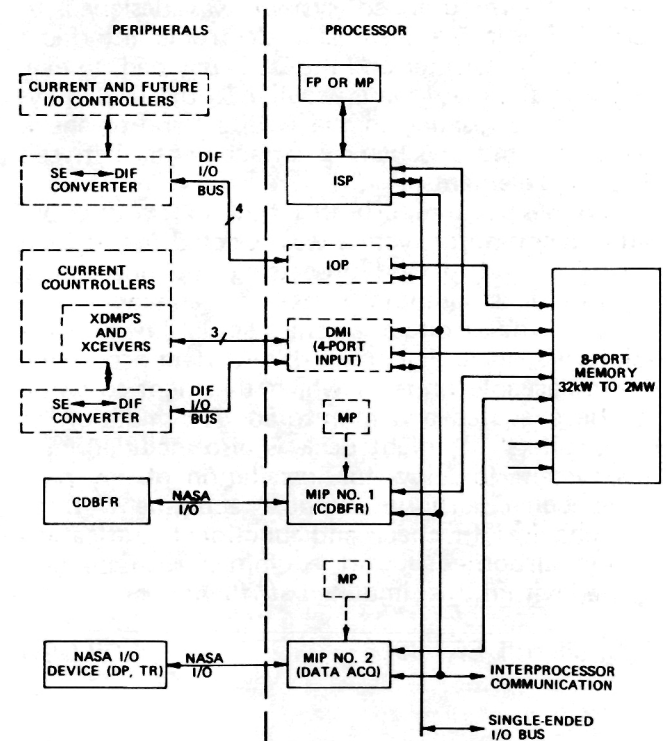 PERIPHERALS
PROCESSOR
CURRENT AND FUTURE
I/O CONTROLLERS
FP OR MP
SE ◄—► DIF
CONVERTER
DIF
I/O
BUS
4
ISP
CURRENT
COUNTROLLERS
XDMP'S
AND
XCEIVERS
3
IOP
DMI
(4-PORT
INPUT)
8-PORT
MEMORY
32kW TO 2MW
SE ◄—► DIF
CONVERTER
DIF
I/O
BUS
MP
CDBFR
NASA
I/O
MIP NO. 1
(CDBFR)
MP
NASA I/O
DEVICE (DP, TR)
NASA
I/O
MIP NO. 2
(DATA ACQ)
INTERPROCESSOR
COMMUNICATION
SINGLE-ENDED
I/O BUS